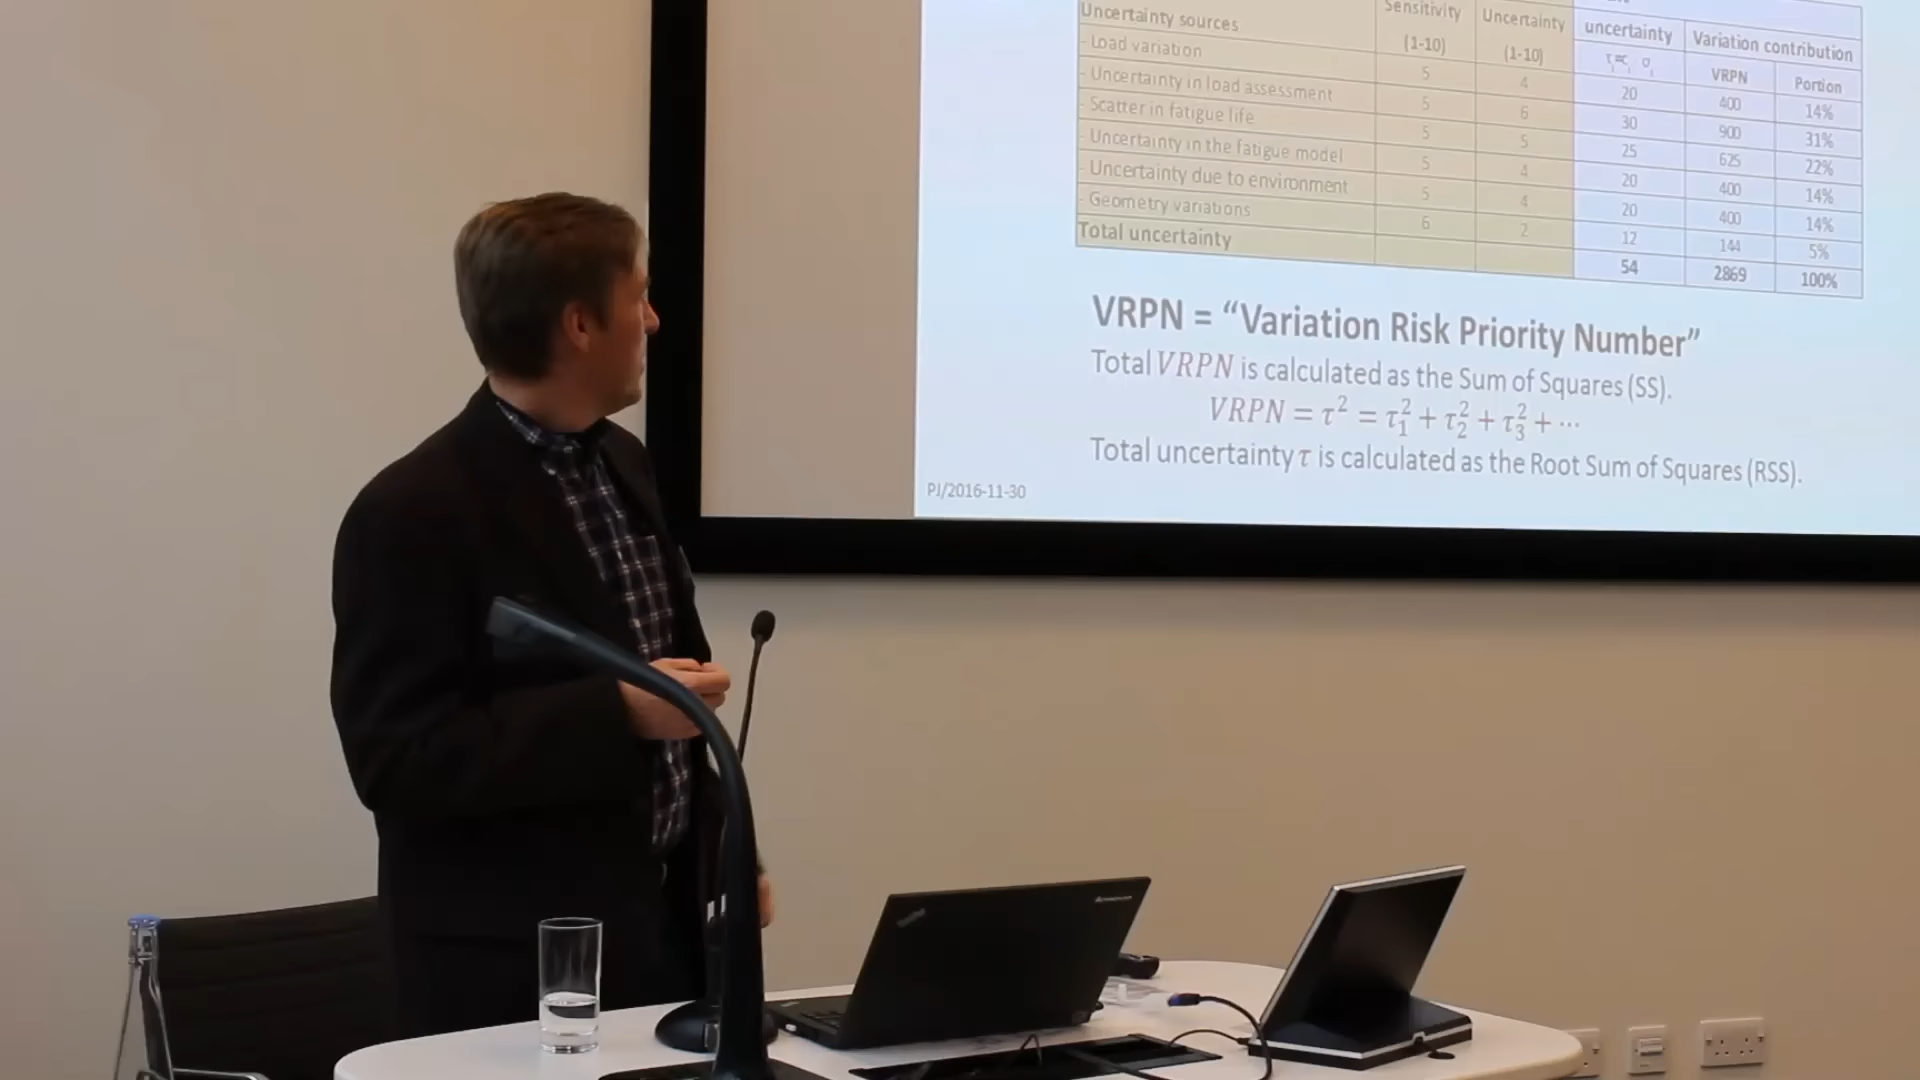 Uncertainty sources Sensitivity (1-10) Uncertainty (1-10) uncertainty Variation contribution
VRPN Portion
- Load variation 5 4 20 400 14%
- Uncertainty in load assessment 5 6 30 900 31%
- Scatter in fatigue life 5 5 25 625 22%
- Uncertainty in the fatigue model 5 4 20 400 14%
- Uncertainty due to environment 5 4 20 400 14%
- Geometry variations 6 2 12 144 5%
Total uncertainty 54 2869 100%
VRPN = “Variation Risk Priority Number”
Total VRPN is calculated as the Sum of Squares (SS).
VRPN = τ² = τ₁² + τ₂² + τ₃² + ⋯
Total uncertainty τ is calculated as the Root Sum of Squares (RSS).
PJ/2016-11-30